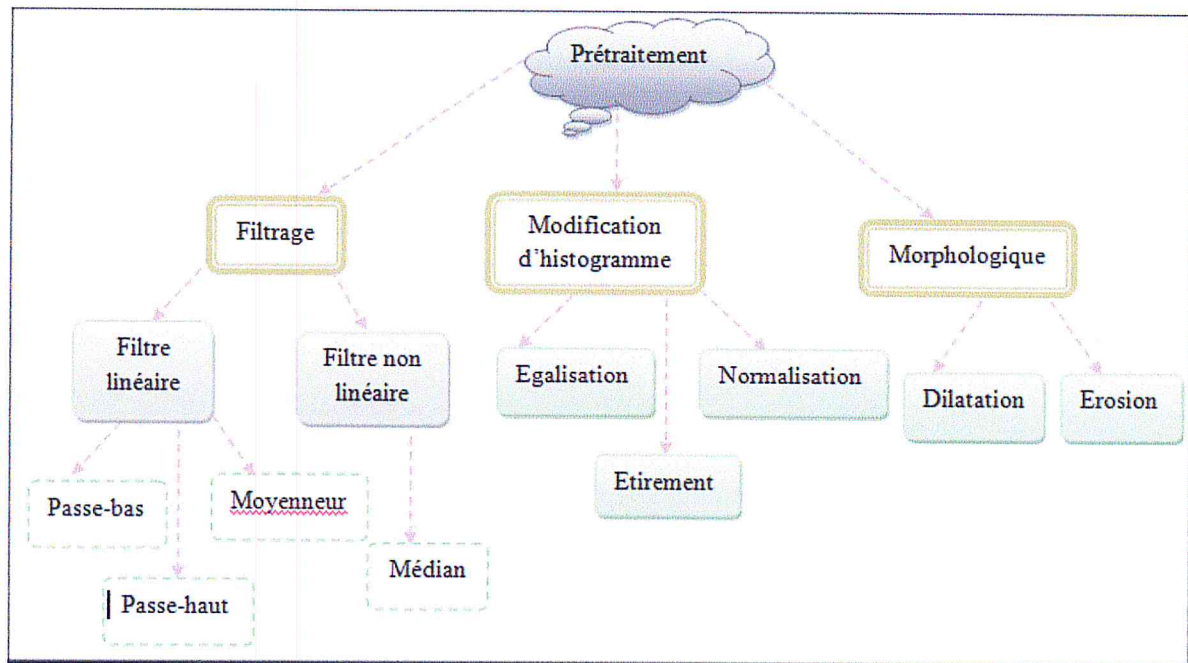 Prétraitement
Filtrage
Modification
d'histogramme
Morphologique
Filtre
linéaire
Filtre non
linéaire
Egalisation
Normalisation
Dilatation
Erosion
Passe-bas
Moyenneur
Etirement
Médian
Passe-haut